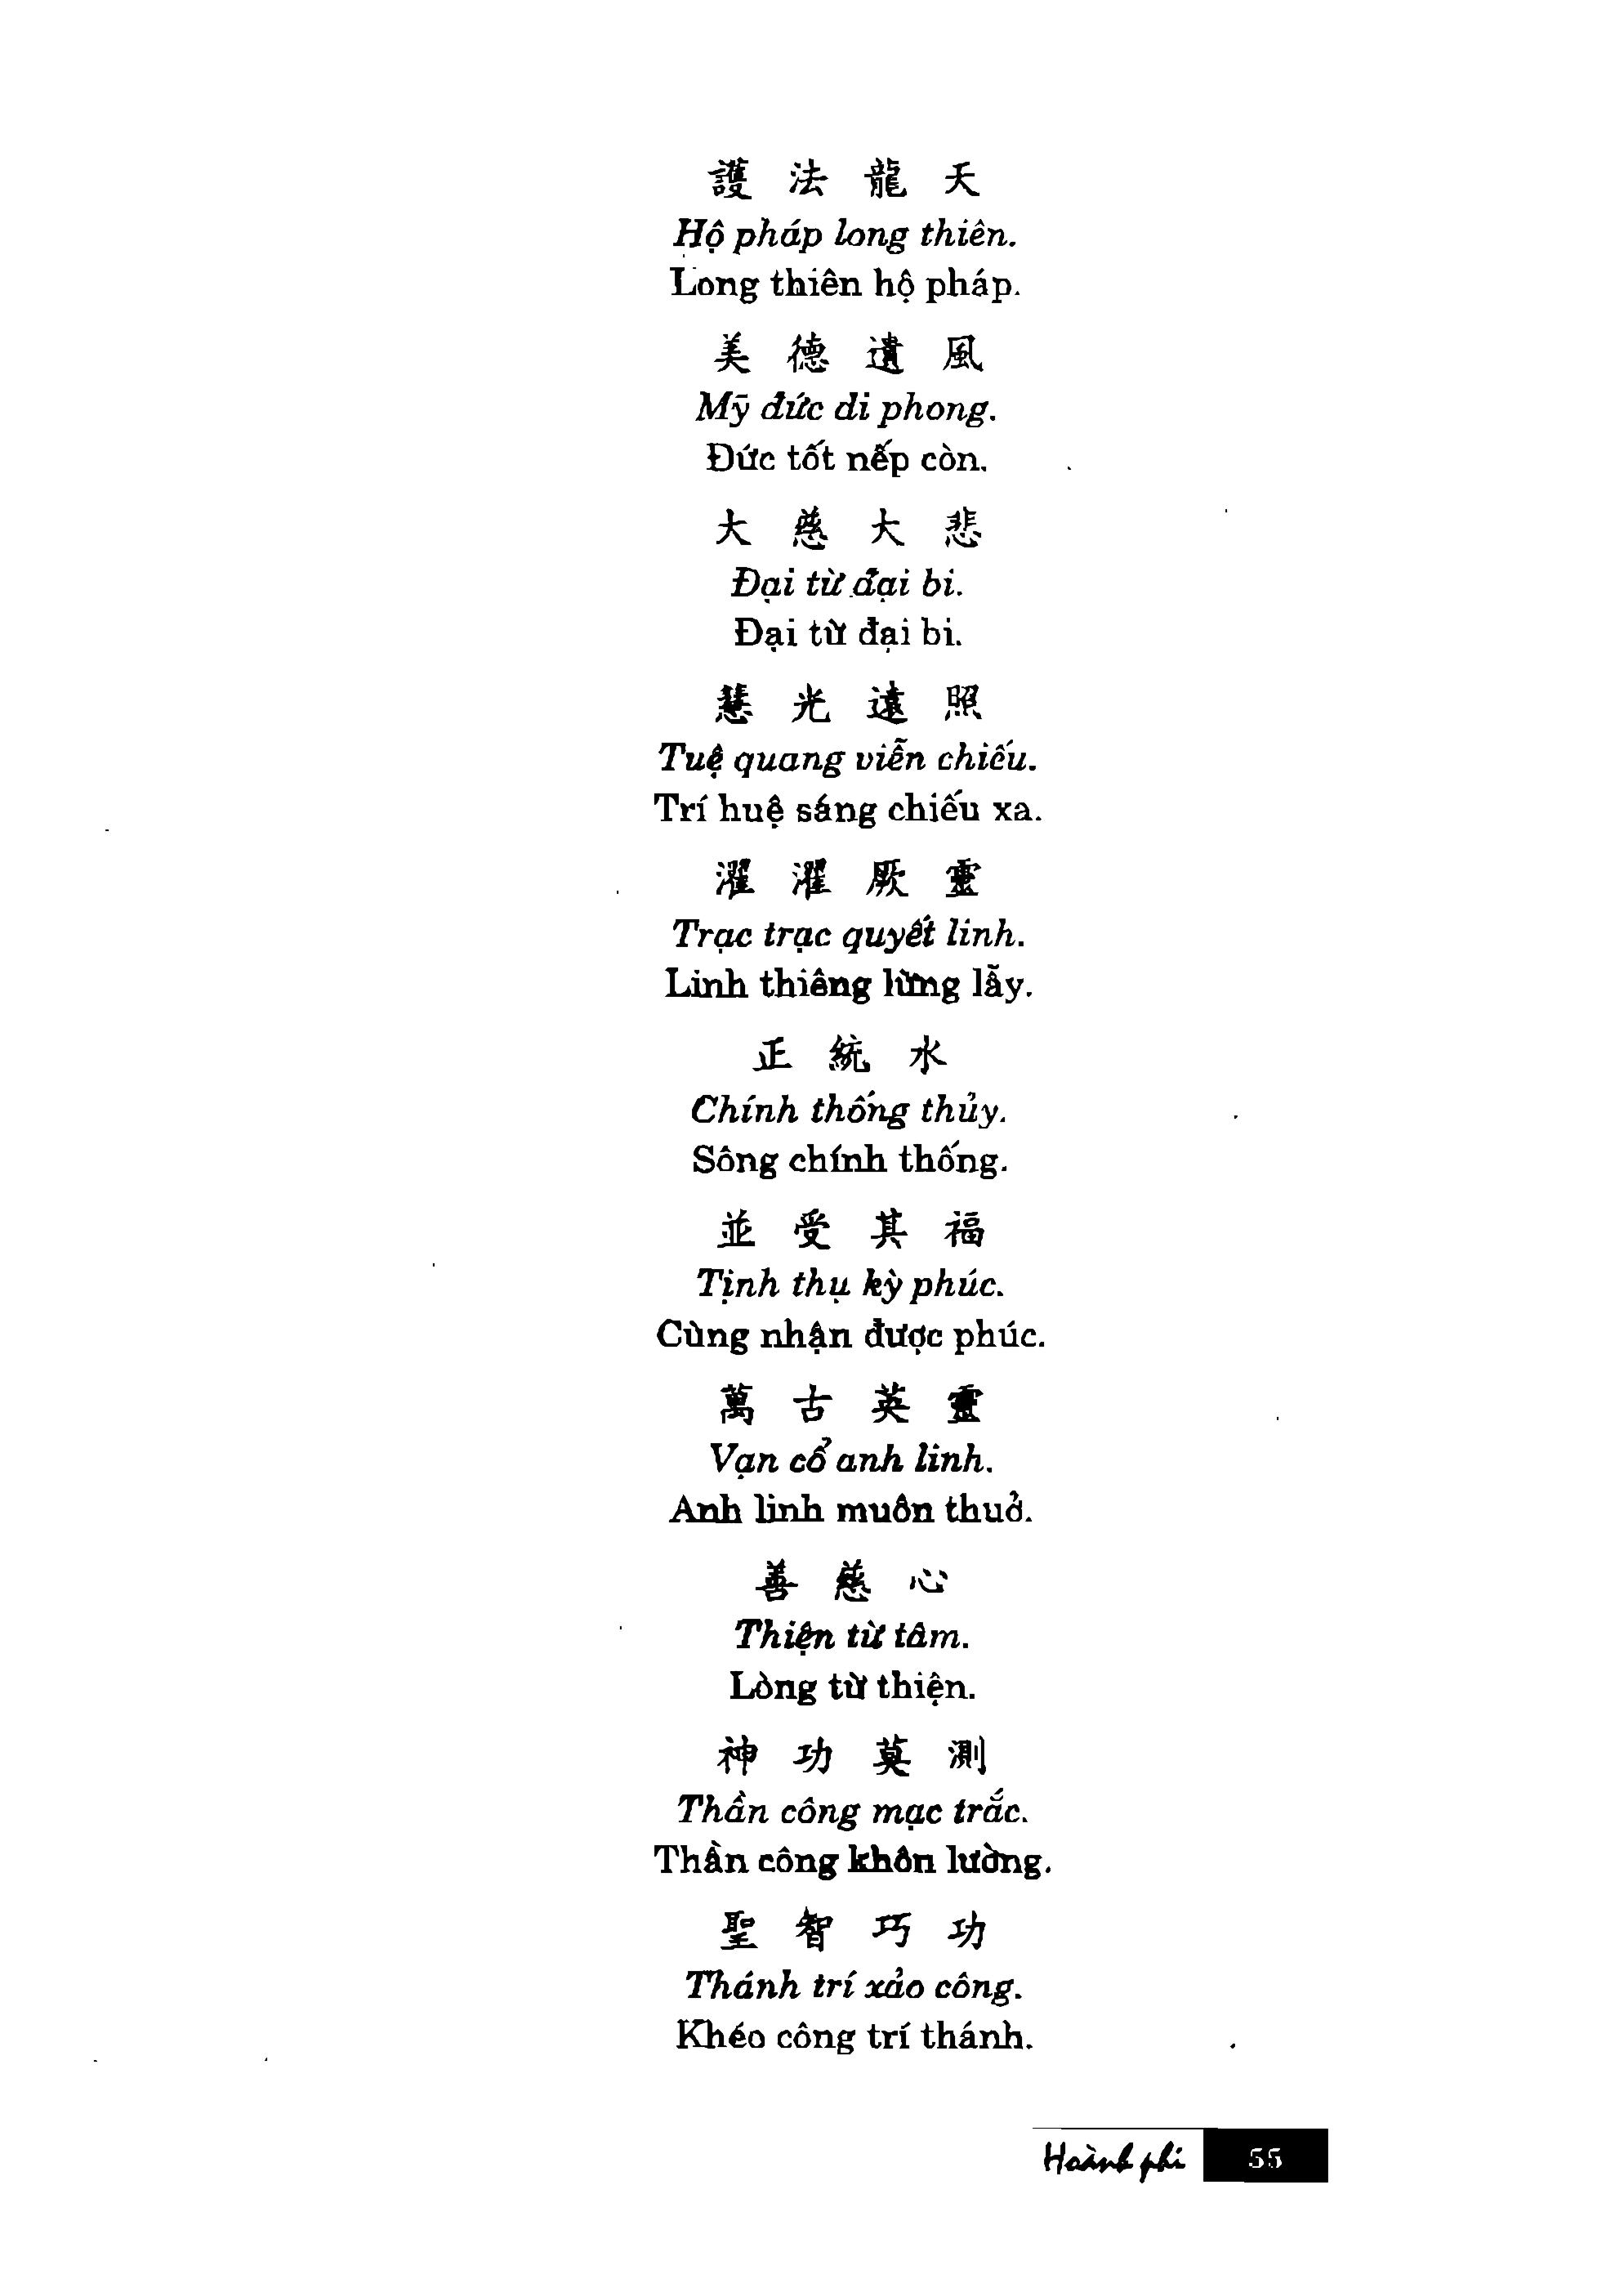 護法龍天
Hộ pháp long thiên.
Long thiên hộ pháp.
美德遺風
Mỹ đức di phong.
Đức tốt nếp còn.
大慈大悲
Đại từ đại bi.
Đại từ đại bi.
慧光遠照
Tuệ quang viễn chiếu.
Trí huệ sáng chiếu xa.
濯濯厥靈
Trạc trạc quyết linh.
Linh thiêng lừng lẫy.
正統水
Chính thống thủy.
Sông chính thống.
並受其福
Tịnh thụ kỳ phúc.
Cùng nhận được phúc.
萬古英靈
Vạn cổ anh linh.
Anh linh muôn thuở.
善慈心
Thiện từ tâm.
Lòng từ thiện.
神功莫測
Thần công mạc trắc.
Thần công khôn lường.
聖智巧功
Thánh trí xảo công.
Khéo công trí thánh.
Hoành phi 55